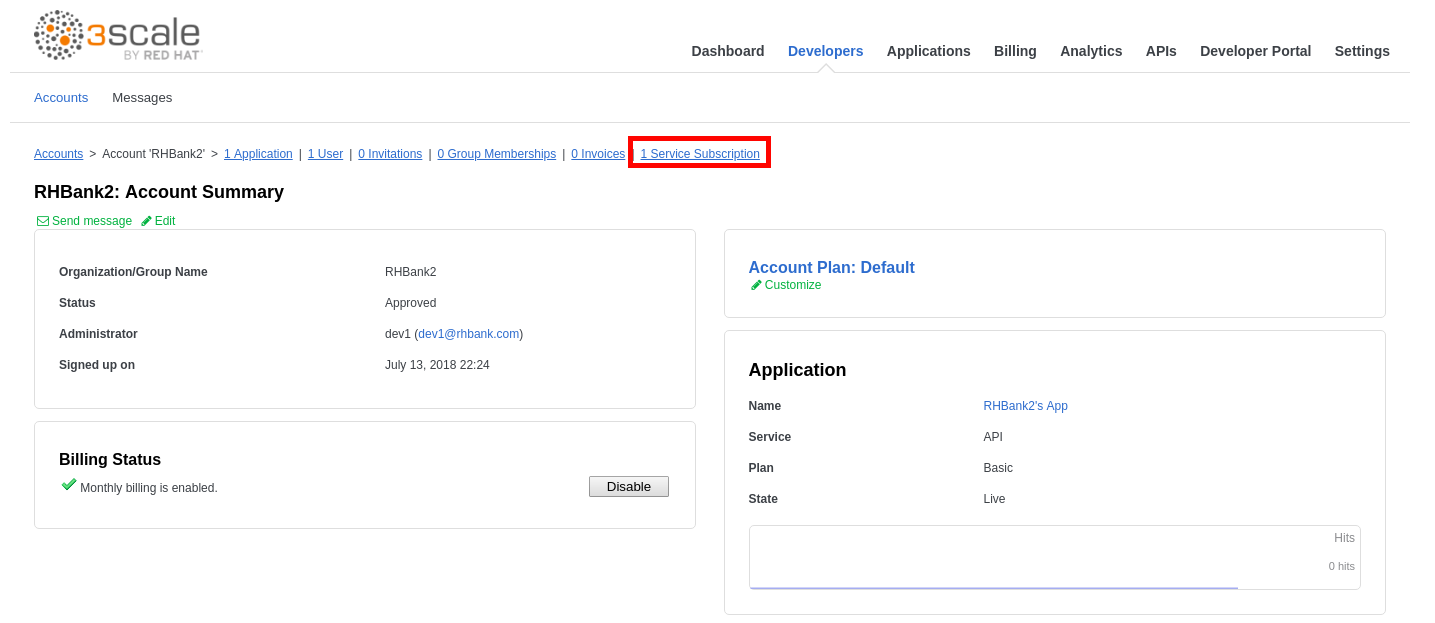 3scale
BY RED HAT
Dashboard Developers Applications Billing Analytics APIs Developer Portal Settings
Accounts Messages
Accounts > Account 'RHBank2' > 1 Application | 1 User | 0 Invitations | 0 Group Memberships | 0 Invoices | 1 Service Subscription
RHBank2: Account Summary
Send message Edit
Organization/Group Name RHBank2
Status Approved
Administrator dev1 (dev1@rhbank.com)
Signed up on July 13, 2018 22:24
Billing Status
Monthly billing is enabled. Disable
Account Plan: Default
Customize
Application
Name RHBank2's App
Service API
Plan Basic
State Live
Hits
0 hits